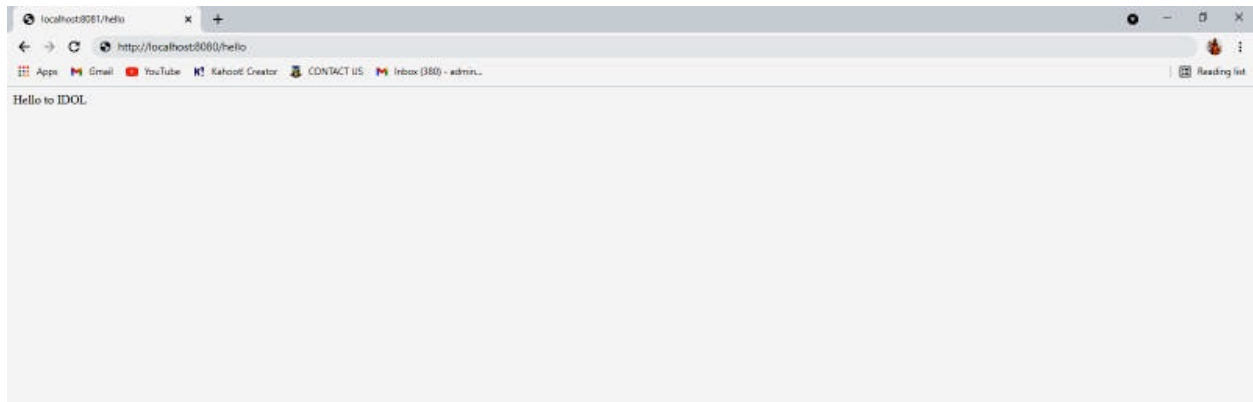 localhost:8081/hello
http://localhost:8080/hello
Apps Gmail YouTube K! Kahoot! Creator CONTACT US Inbox (380) - admin... Reading list
Hello to IDOL